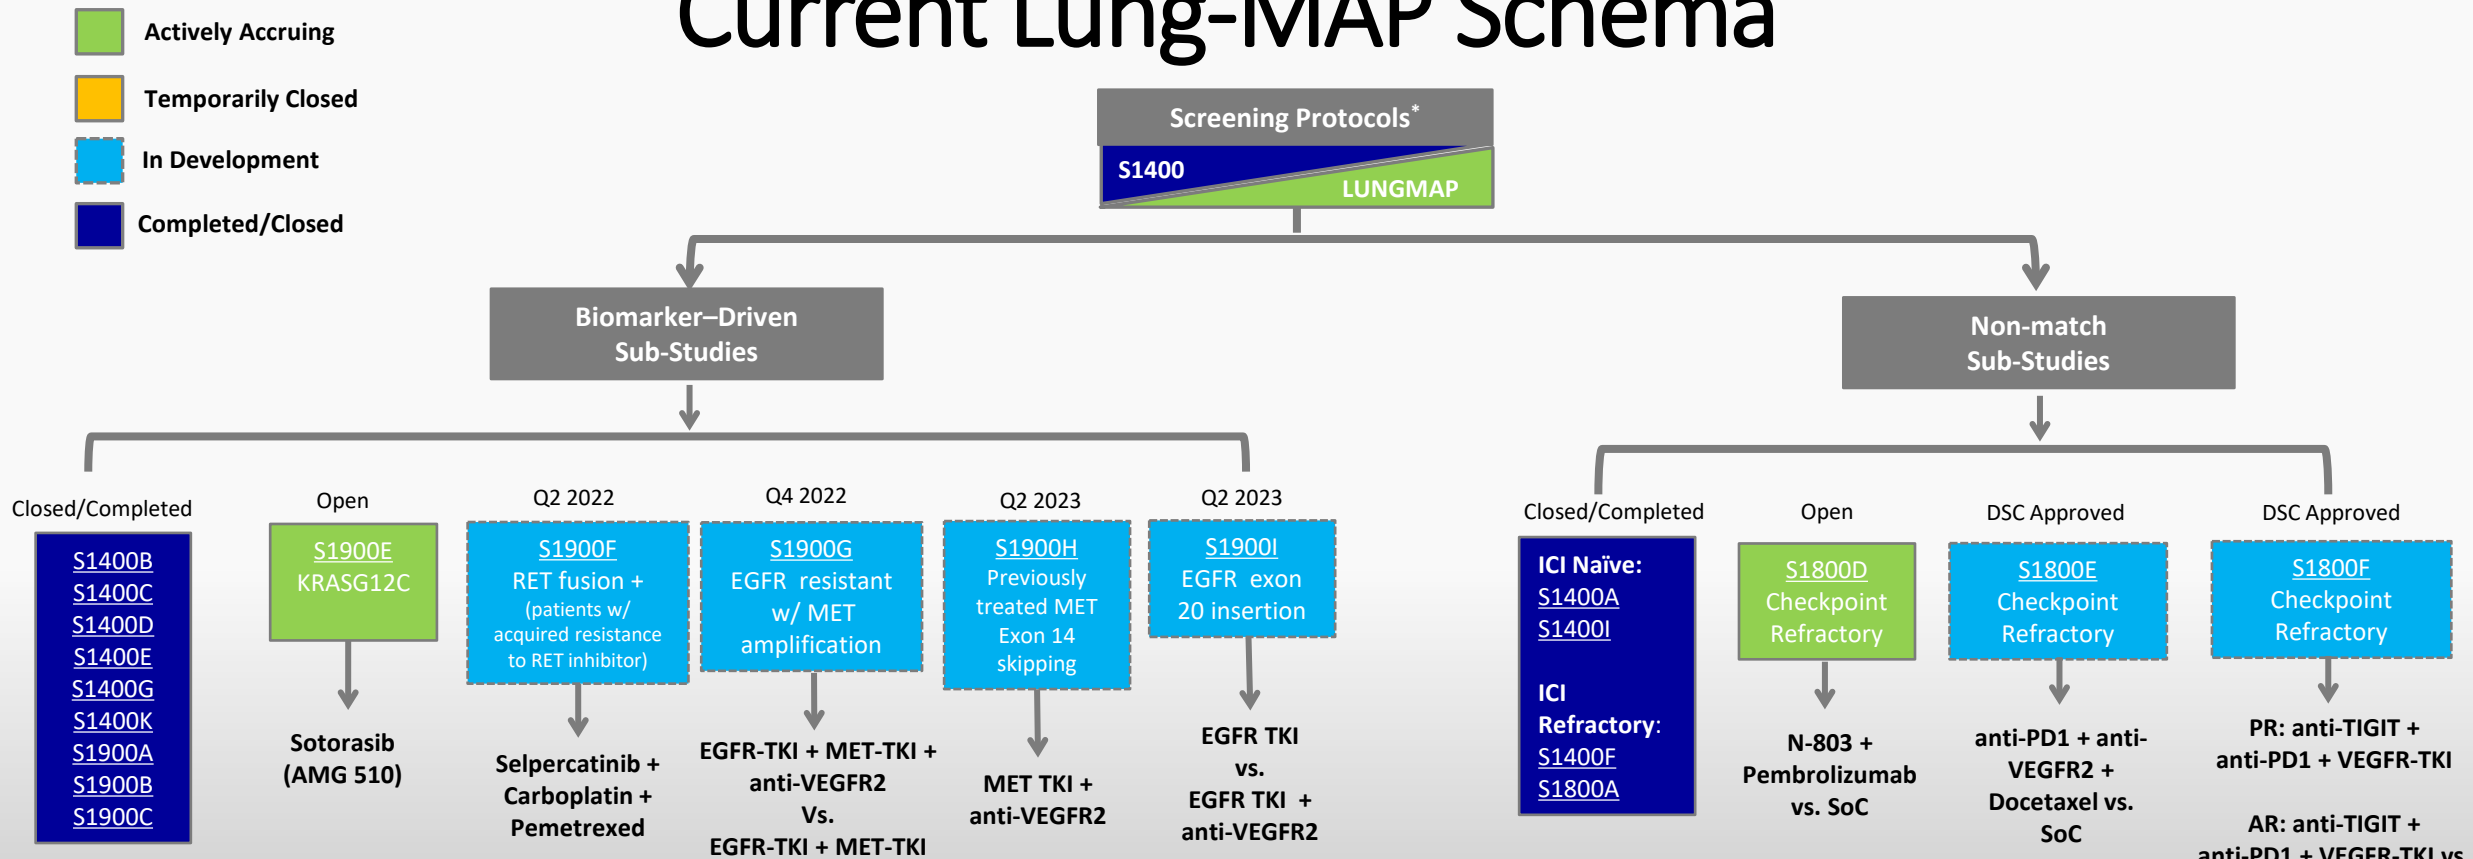 Current Lung-MAP Schema
Actively Accruing
Temporarily Closed
In Development
Completed/Closed
Screening Protocols*
S1400
LUNGMAP
Biomarker–Driven
Sub-Studies
Non-match
Sub-Studies
Closed/Completed
S1400B
S1400C
S1400D
S1400E
S1400G
S1400K
S1900A
S1900B
S1900C
Open
S1900E
KRASG12C
Sotorasib
(AMG 510)
Q2 2022
S1900F
RET fusion +
(patients w/
acquired resistance
to RET inhibitor)
Selpercatinib +
Carboplatin +
Pemetrexed
Q4 2022
S1900G
EGFR resistant
w/ MET
amplification
EGFR-TKI + MET-TKI +
anti-VEGFR2
Vs.
EGFR-TKI + MET-TKI
Q2 2023
S1900H
Previously
treated MET
Exon 14
skipping
MET TKI +
anti-VEGFR2
Q2 2023
S1900I
EGFR exon
20 insertion
EGFR TKI
vs.
EGFR TKI +
anti-VEGFR2
Closed/Completed
ICI Naïve:
S1400A
S1400I
ICI
Refractory:
S1400F
S1800A
Open
S1800D
Checkpoint
Refractory
N-803 +
Pembrolizumab
vs. SoC
DSC Approved
S1800E
Checkpoint
Refractory
anti-PD1 + anti-
VEGFR2 +
Docetaxel vs.
SoC
DSC Approved
S1800F
Checkpoint
Refractory
PR: anti-TIGIT +
anti-PD1 + VEGFR-TKI
AR: anti-TIGIT +
anti-PD1 + VEGFR-TKI vs